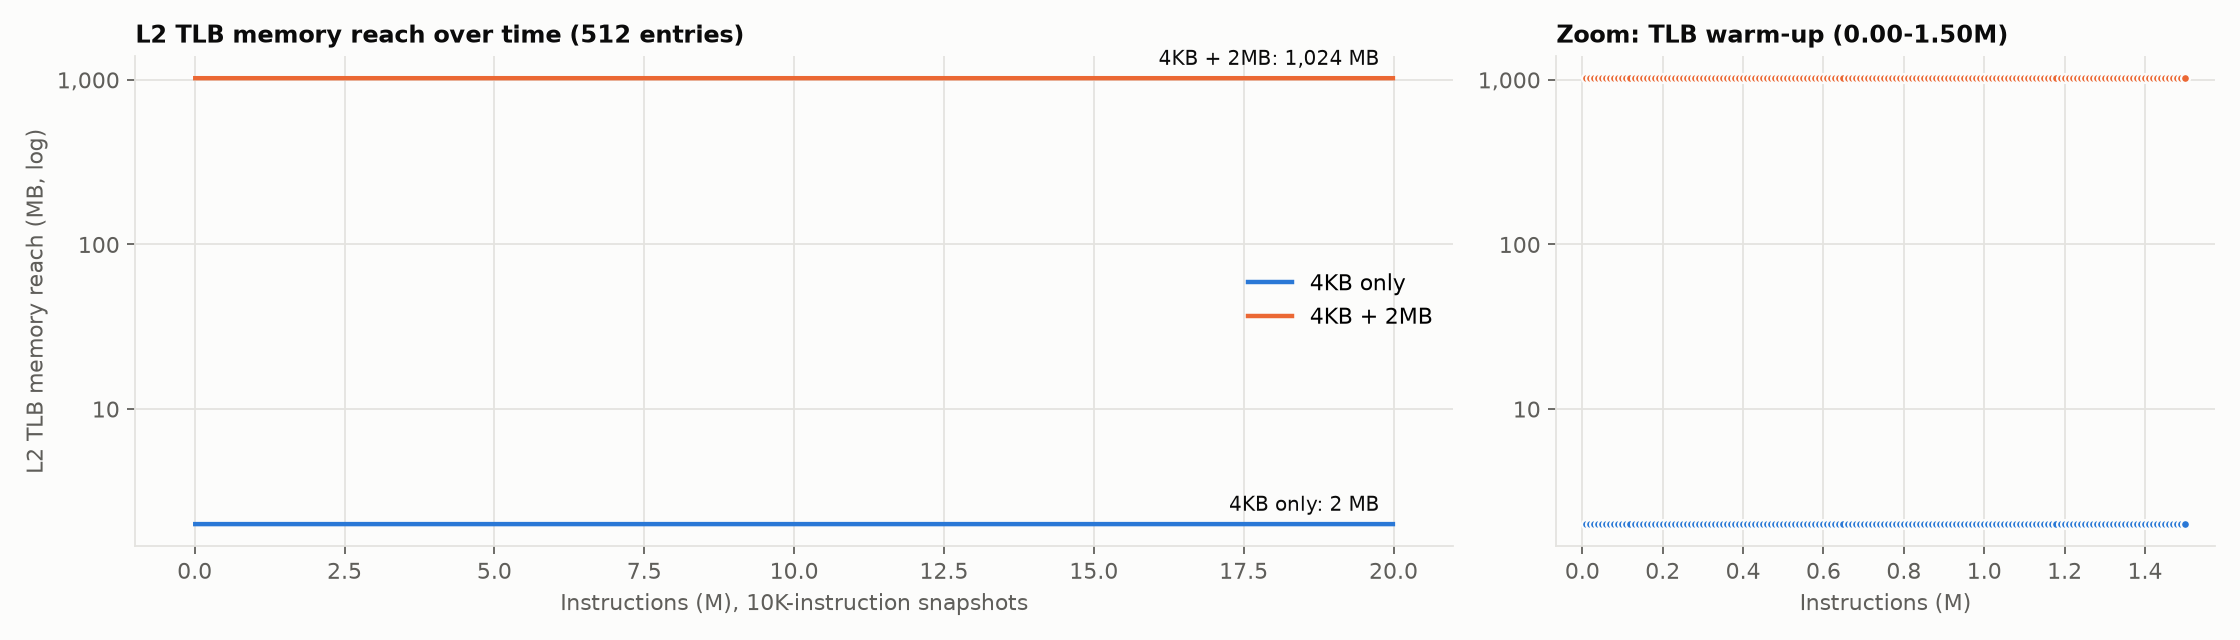 L2 TLB memory reach over time (512 entries)
4KB + 2MB: 1,024 MB
1,000
100
10
L2 TLB memory reach (MB, log)
4KB only
4KB + 2MB
4KB only: 2 MB
0.0 2.5 5.0 7.5 10.0 12.5 15.0 17.5 20.0
Instructions (M), 10K-instruction snapshots
Zoom: TLB warm-up (0.00-1.50M)
1,000
100
10
0.0 0.2 0.4 0.6 0.8 1.0 1.2 1.4
Instructions (M)